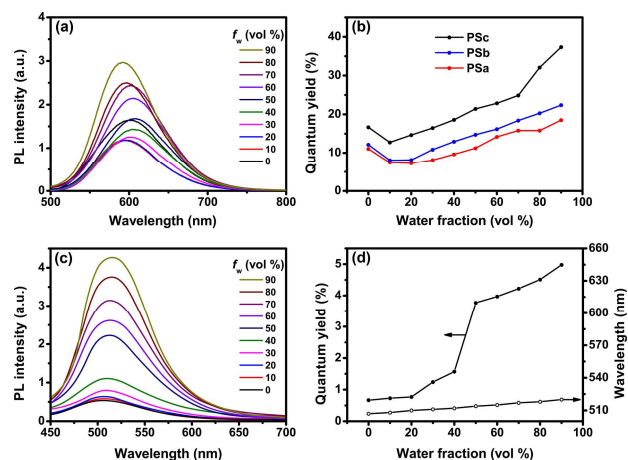 (a)
PL intensity (a.u.)
4
3
2
1
0
500 600 700 800
Wavelength (nm)
fw (vol %)
90
80
70
60
50
40
30
20
10
0
(b)
Quantum yield (%)
40
30
20
10
0
0 20 40 60 80 100
Water fraction (vol %)
PSc
PSb
PSa
(c)
PL intensity (a.u.)
4
3
2
1
0
450 500 550 600 650 700
Wavelength (nm)
fw (vol %)
90
80
70
60
50
40
30
20
10
0
(d)
Quantum yield (%)
5
4
3
2
1
0
0 20 40 60 80 100
Water fraction (vol %)
660
630
600
570
540
510
Wavelength (nm)